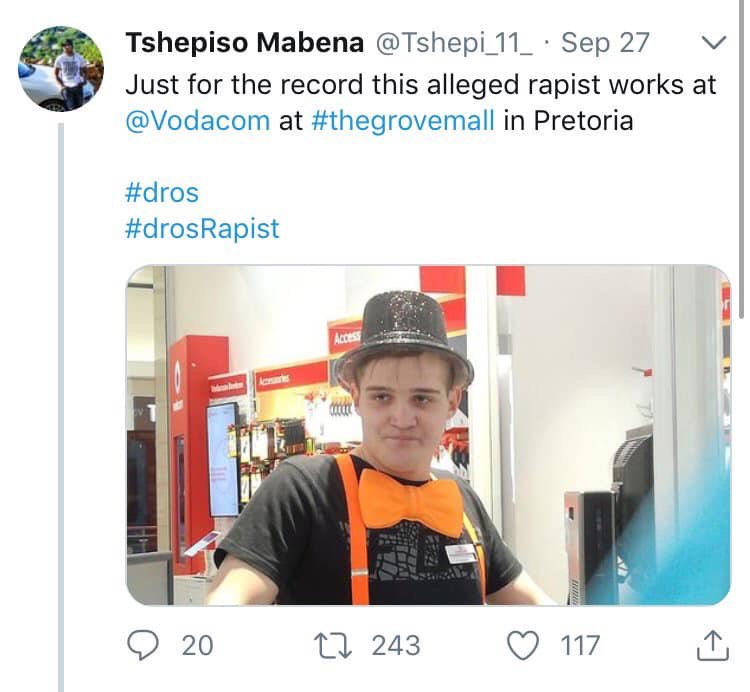 Tshepiso Mabena @Tshepi_11_ · Sep 27
Just for the record this alleged rapist works at
@Vodacom at #thegrovemall in Pretoria
#dros
#drosRapist
Access
Accessories
20 243 117